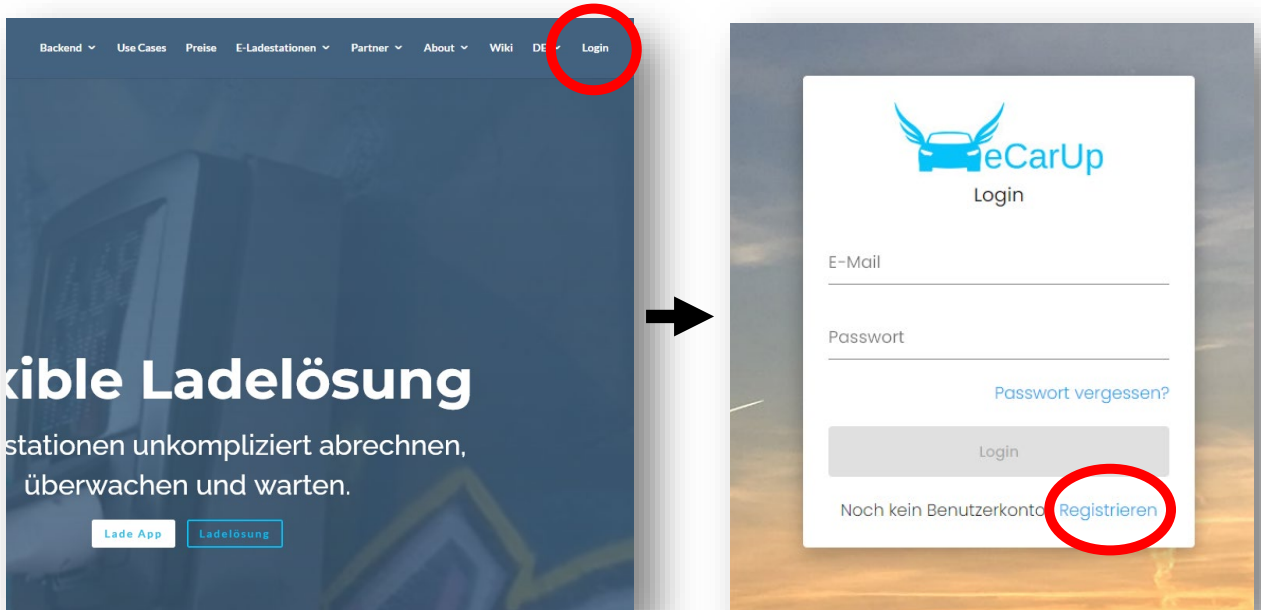 Backend Use Cases Preise E-Ladestationen Partner About Wiki DE Login
xible Ladelösung
stationen unkompliziert abrechnen,
überwachen und warten.
Lade App Ladelösung
eCarUp
Login
E-Mail
Passwort
Passwort vergessen?
Login
Noch kein Benutzerkonto Registrieren